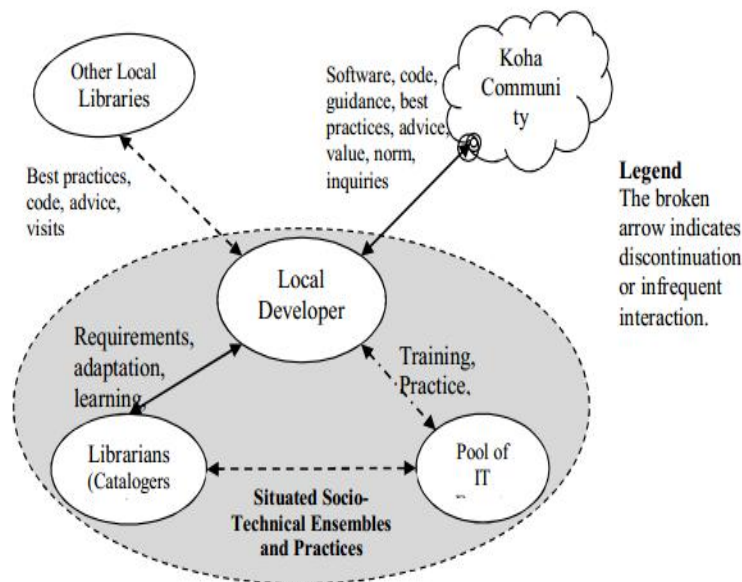 Other Local
Libraries
Software, code,
guidance, best
practices, advice,
value, norm,
inquiries
Koha
Communi
ty
Best practices,
code, advice,
visits
Legend
The broken
arrow indicates
discontinuation
or infrequent
interaction.
Local
Developer
Requirements,
adaptation,
learning,
Training,
Practice,
Librarians
(Catalogers
Pool of
IT
Situated Socio-
Technical Ensembles
and Practices